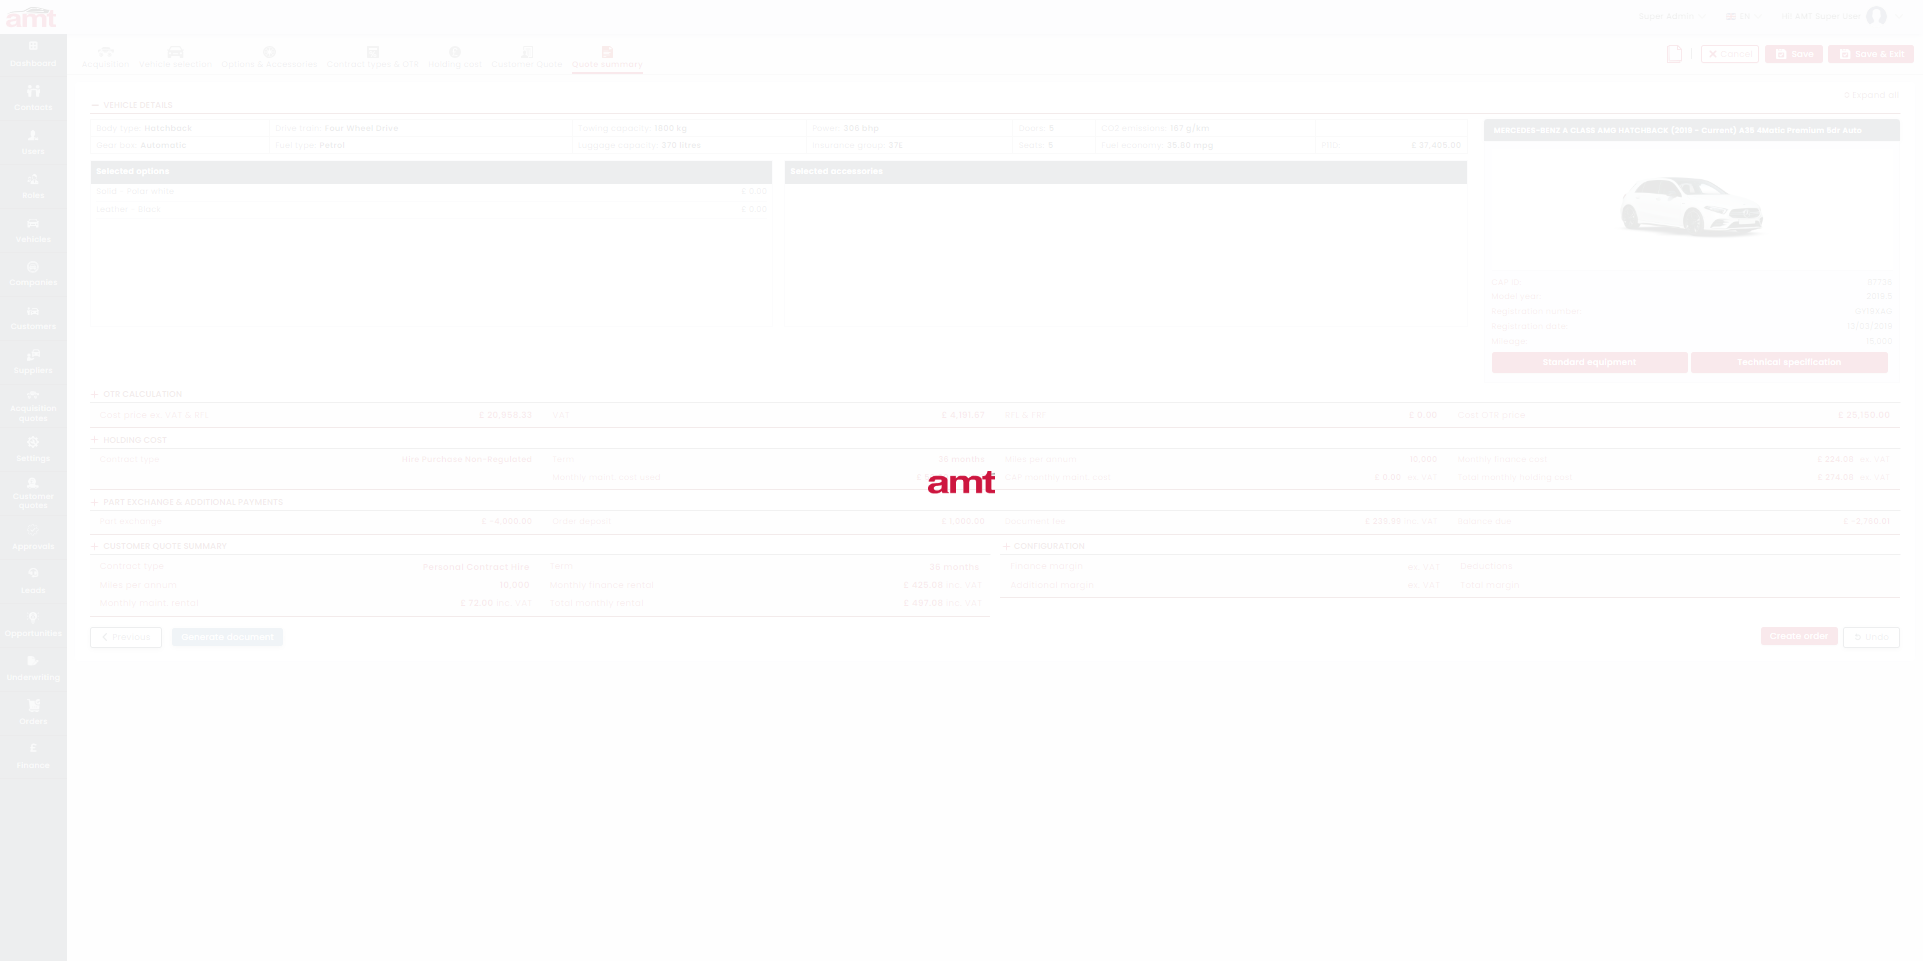 amt
Super Admin
EN
Hi AMT Super User
Dashboard
Contacts
Users
Roles
Vehicles
Companies
Customers
Suppliers
Acquisition quotes
Settings
Customer quotes
Approvals
Leads
Opportunities
Underwriting
Orders
Finance
Acquisition
Vehicle selection
Options & Accessories
Contract types & OTR
Holding cost
Customer Quote
Quote summary
Cancel
Save
Save & Exit
Expand all
VEHICLE DETAILS
Body type: Hatchback
Drive train: Four Wheel Drive
Towing capacity: 1800 kg
Power: 306 bhp
Doors: 5
CO2 emissions: 167 g/km
Gear box: Automatic
Fuel type: Petrol
Luggage capacity: 370 litres
Insurance group: 37E
Seats: 5
Fuel economy:
£ 37,405.00
Selected options
Solid - Polar white
£ 0.00
Leather - Black
£ 0.00
Selected accessories
MERCEDES-BENZ A CLASS AMG HATCHBACK (2018 - Current) A35 4Matic Premium 5dr Auto
CAP ID:
Model year:
Registration number:
Registration date:
Mileage:
15,000
Standard equipment
Technical specification
OTR CALCULATION
Cost price ex. VAT & RFL
£ 20,958.33
VAT
£ 4,191.67
RFL & FRF
£ 0.00
Cost OTR price
£ 25,150.00
HOLDING COST
Contract type
Hire Purchase Non-Regulated
Term
36 months
Miles per annum
10,000
Monthly finance cost
ex. VAT
Monthly maint. cost used
CAP monthly maint. cost
£ 0.00 ex. VAT
Total monthly holding cost
ex. VAT
PART EXCHANGE & ADDITIONAL PAYMENTS
Part exchange
£ -4,000.00
Order deposit
£ 1,000.00
Document fee
inc. VAT
Balance due
CUSTOMER QUOTE SUMMARY
Contract type
Personal Contract Hire
Term
36 months
Miles per annum
10,000
Monthly finance rental
£ 425.08 inc. VAT
Monthly maint. rental
£ 72.00 inc. VAT
Total monthly rental
£ 497.08 inc. VAT
CONFIGURATION
Finance margin
ex. VAT
Deductions
Additional margin
ex. VAT
Total margin
Previous
Generate document
Create order
Undo
amt